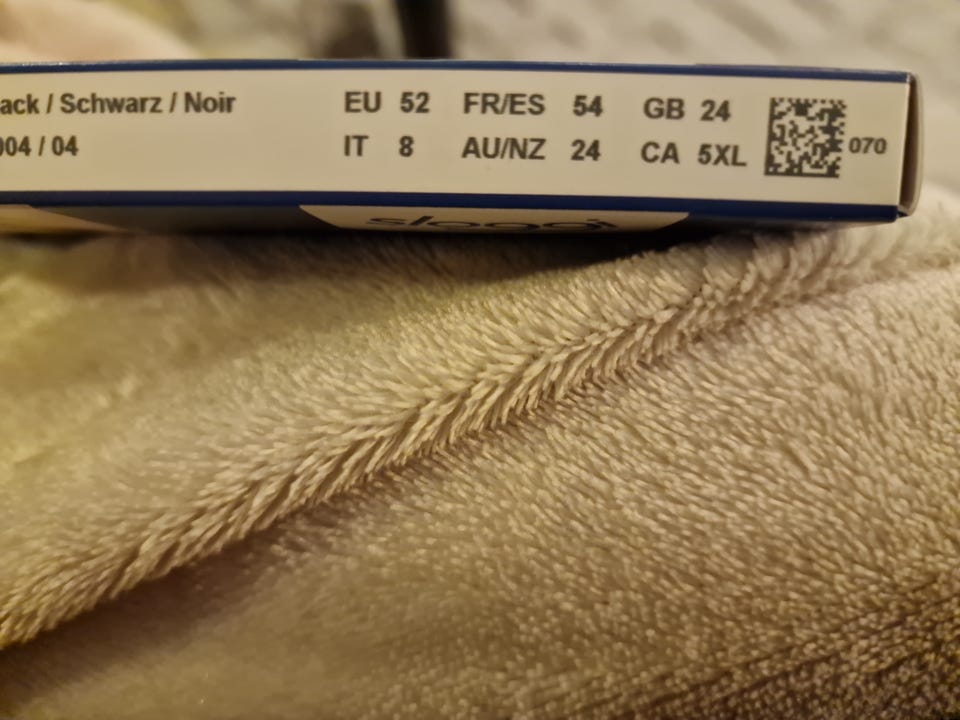 ack / Schwarz / Noir EU 52 FR/ES 54 GB 24
004 / 04 IT 8 AU/NZ 24 CA 5XL 070
sloggi